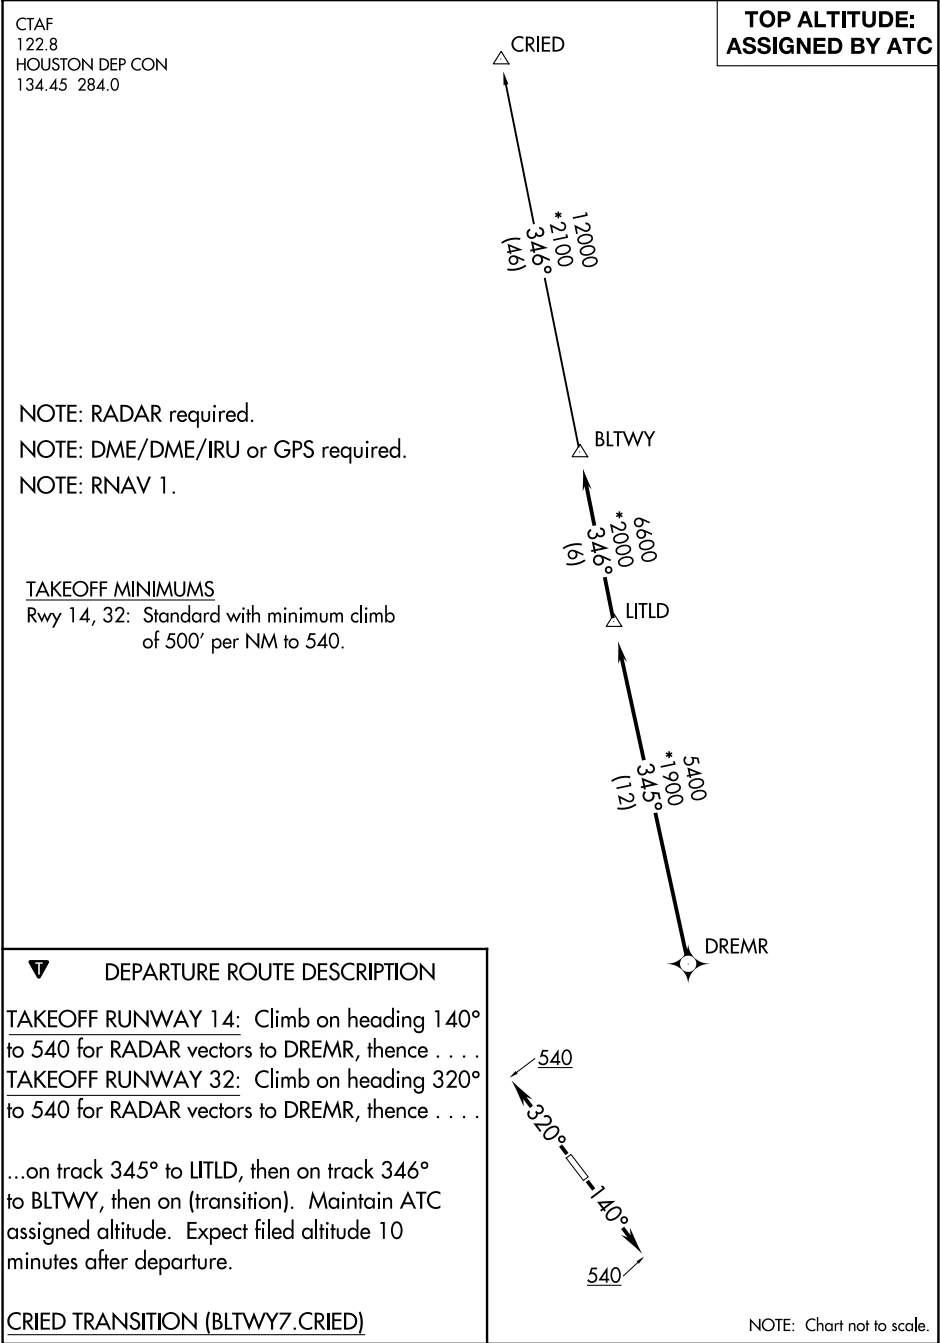 CTAF
122.8
HOUSTON DEP CON
134.45 284.0
TOP ALTITUDE:
ASSIGNED BY ATC
CRIED
12000
*2100
346°
(46)
NOTE: RADAR required.
NOTE: DME/DME/IRU or GPS required.
NOTE: RNAV 1.
BLTWY
6600
*2000
346°
(6)
TAKEOFF MINIMUMS
Rwy 14, 32: Standard with minimum climb
of 500' per NM to 540.
LITLD
5400
*1900
345°
(12)
DREMR
T DEPARTURE ROUTE DESCRIPTION
TAKEOFF RUNWAY 14: Climb on heading 140°
to 540 for RADAR vectors to DREMR, thence . . . .
TAKEOFF RUNWAY 32: Climb on heading 320°
to 540 for RADAR vectors to DREMR, thence . . . .
...on track 345° to LITLD, then on track 346°
to BLTWY, then on (transition). Maintain ATC
assigned altitude. Expect filed altitude 10
minutes after departure.
CRIED TRANSITION (BLTWY7.CRIED)
540
320°
140°
540
NOTE: Chart not to scale.